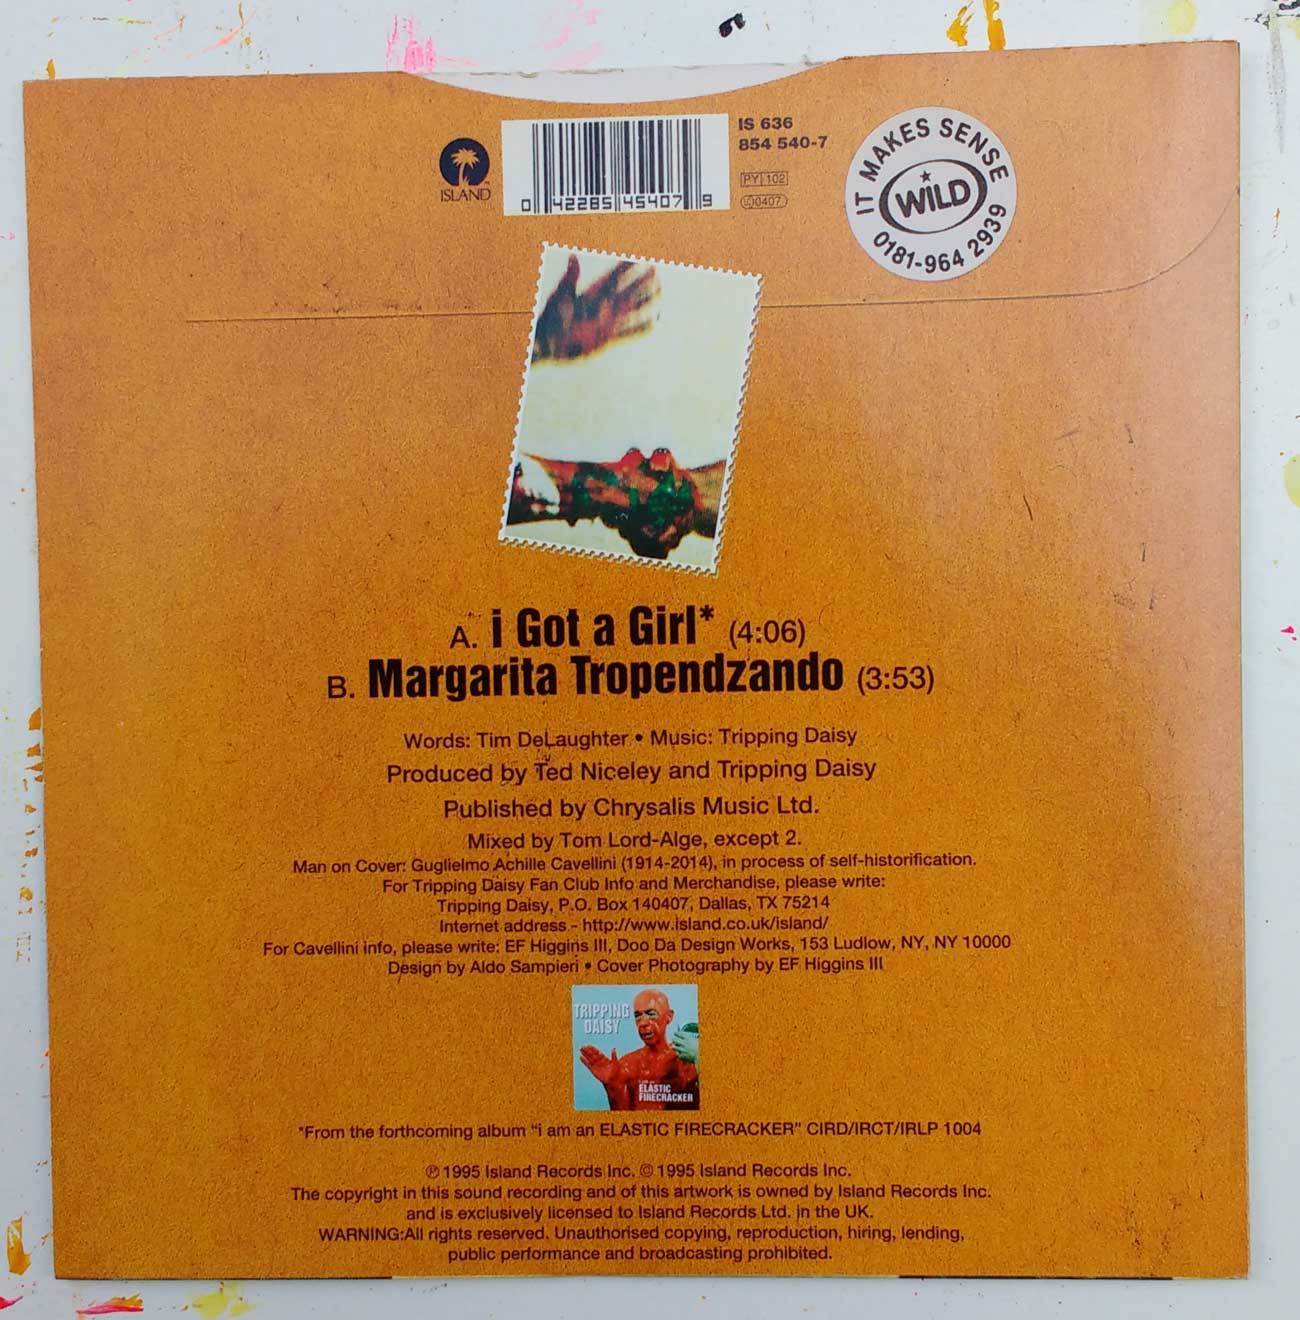 ISLAND
0 42285 45407 9
IS 636
854 540-7
PY 102
LC 0407
IT MAKES SENSE
WILD
0181-964 2939
A. i Got a Girl* (4:06)
B. Margarita Tropendzando (3:53)
Words: Tim DeLaughter • Music: Tripping Daisy
Produced by Ted Niceley and Tripping Daisy
Published by Chrysalis Music Ltd.
Mixed by Tom Lord-Alge, except 2.
Man on Cover: Guglielmo Achille Cavellini (1914-2014), in process of self-historification.
For Tripping Daisy Fan Club Info and Merchandise, please write:
Tripping Daisy, P.O. Box 140407, Dallas, TX 75214
Internet address - http://www.island.co.uk/island/
For Cavellini info, please write: EF Higgins III, Doo Da Design Works, 153 Ludlow, NY, NY 10000
Design by Aldo Sampieri • Cover Photography by EF Higgins III
TRIPPING
DAISY
i am an
ELASTIC
FIRECRACKER
*From the forthcoming album "i am an ELASTIC FIRECRACKER" CIRD/IRCT/IRLP 1004
℗ 1995 Island Records Inc. © 1995 Island Records Inc.
The copyright in this sound recording and of this artwork is owned by Island Records Inc.
and is exclusively licensed to Island Records Ltd. in the UK.
WARNING:All rights reserved. Unauthorised copying, reproduction, hiring, lending,
public performance and broadcasting prohibited.